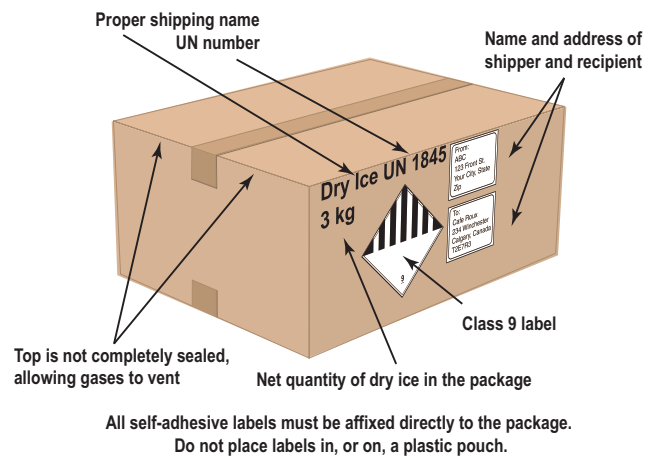 Proper shipping name
UN number
Name and address of
shipper and recipient
Dry Ice UN 1845
3 kg
From:
ABC
123 Front St.
Your City, State
Zip
To:
Cafe Roux
234 Winchester
Calgary, Canada
T2E7R3
9
Class 9 label
Top is not completely sealed,
allowing gases to vent
Net quantity of dry ice in the package
All self-adhesive labels must be affixed directly to the package.
Do not place labels in, or on, a plastic pouch.